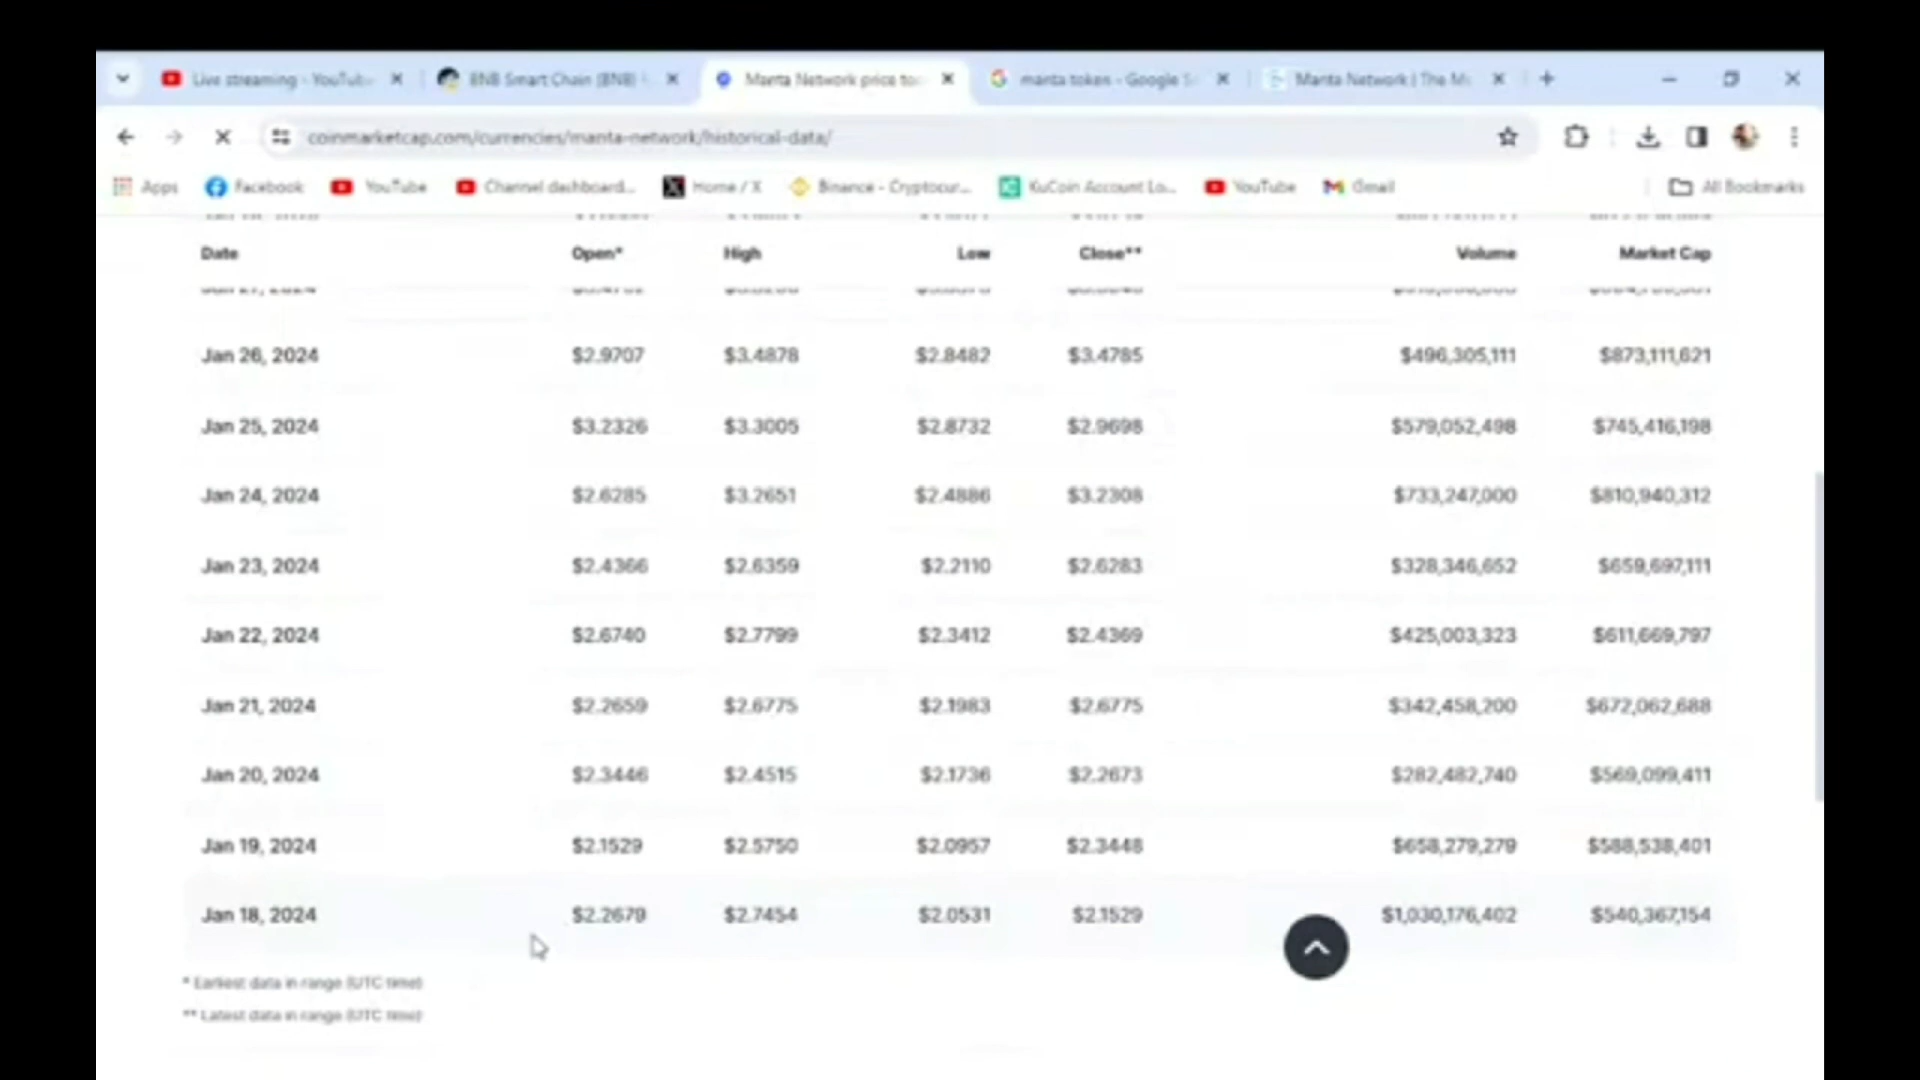 Live streaming - YouTub
BNB Smart Chain (BNB)
Manta Network price to
manta token - Google S
Manta Network | The M
coinmarketcap.com/currencies/manta-network/historical-data/
Apps
Facebook
YouTube
Channel dashboard...
Home / X
Binance - Cryptocur...
KuCoin Account Lo...
YouTube
Gmail
All Bookmarks
Date Open* High Low Close** Volume Market Cap
Jan 26, 2024 $2.9707 $3.4878 $2.8482 $3.4785 $496,305,111 $873,111,621
Jan 25, 2024 $3.2326 $3.3005 $2.8732 $2.9698 $579,052,498 $745,416,198
Jan 24, 2024 $2.6285 $3.2651 $2.4886 $3.2308 $733,247,000 $810,940,312
Jan 23, 2024 $2.4366 $2.6359 $2.2110 $2.6283 $328,346,652 $659,697,111
Jan 22, 2024 $2.6740 $2.7799 $2.3412 $2.4369 $425,003,323 $611,669,797
Jan 21, 2024 $2.2659 $2.6775 $2.1983 $2.6775 $342,458,200 $672,062,688
Jan 20, 2024 $2.3446 $2.4515 $2.1736 $2.2673 $282,482,740 $569,099,411
Jan 19, 2024 $2.1529 $2.5750 $2.0957 $2.3448 $658,279,279 $588,538,401
Jan 18, 2024 $2.2679 $2.7454 $2.0531 $2.1529 $1,030,176,402 $540,367,154
* Earliest data in range (UTC time)
** Latest data in range (UTC time)